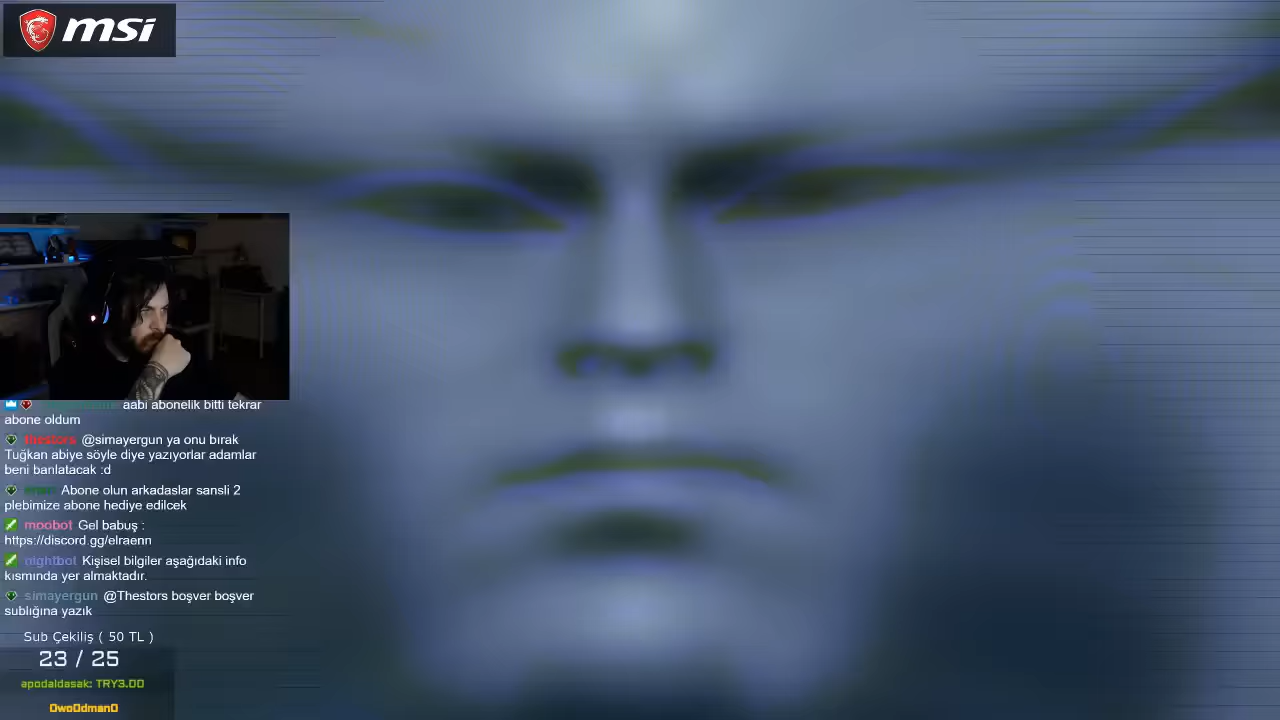 msi
aabi abonelik bitti tekrar
abone oldum
thestors @simayergun ya onu bırak
Tuğkan abiye söyle diye yazıyorlar adamlar
beni banlatacak :d
Abone olun arkadaslar sansli 2
plebimize abone hediye edilcek
moobot Gel babuş :
https://discord.gg/elraenn
nightbot Kişisel bilgiler aşağıdaki info
kısmında yer almaktadır.
simayergun @Thestors boşver boşver
sublığına yazık
Sub Çekiliş ( 50 TL )
23 / 25
apodaldasak: TRY3.00
0wo0dman0